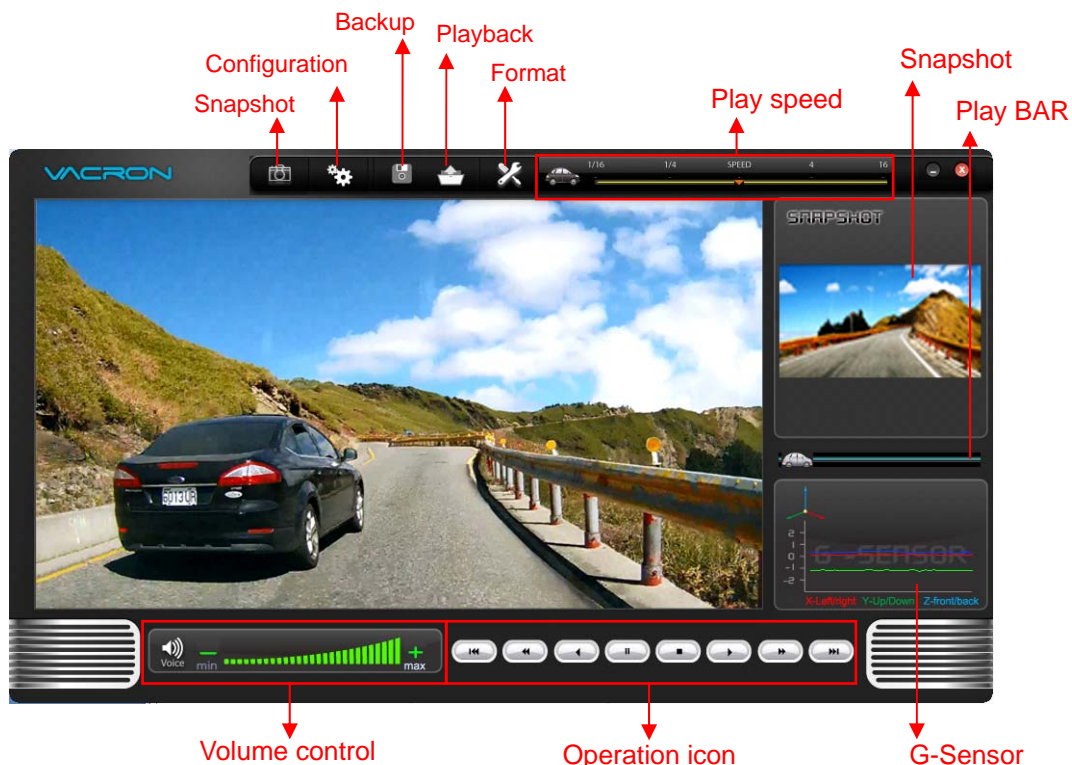 Backup
Playback
Configuration
Format
Snapshot
Snapshot
Play speed
Play BAR
VACRON
1/16 1/4 SPEED 4 16
SNAPSHOT
2
1
0
-1
-2
G-SENSOR
X-Left/right Y-Up/Down Z-front/back
Voice
min
max
Volume control
Operation icon
G-Sensor